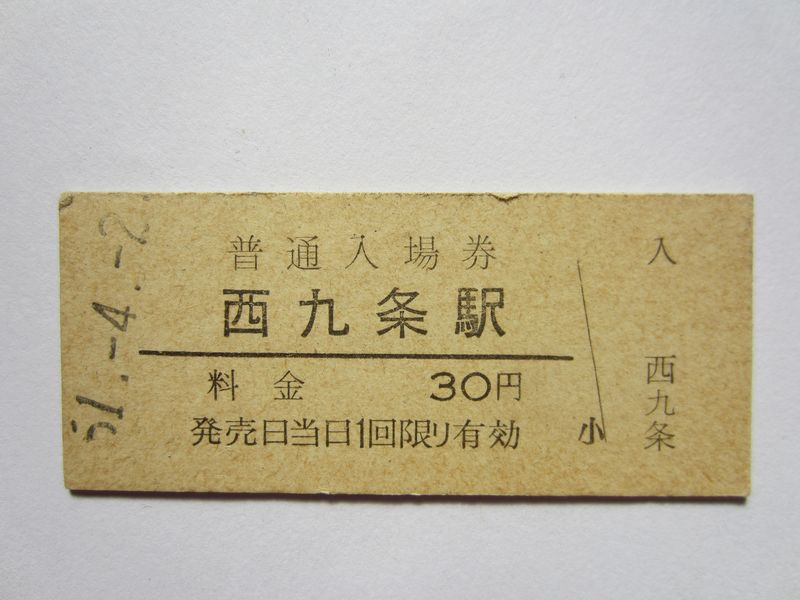 51.-4.-2.
普通入場券
西九条駅
料金 30円
発売日当日1回限り有効
小
入
西九条